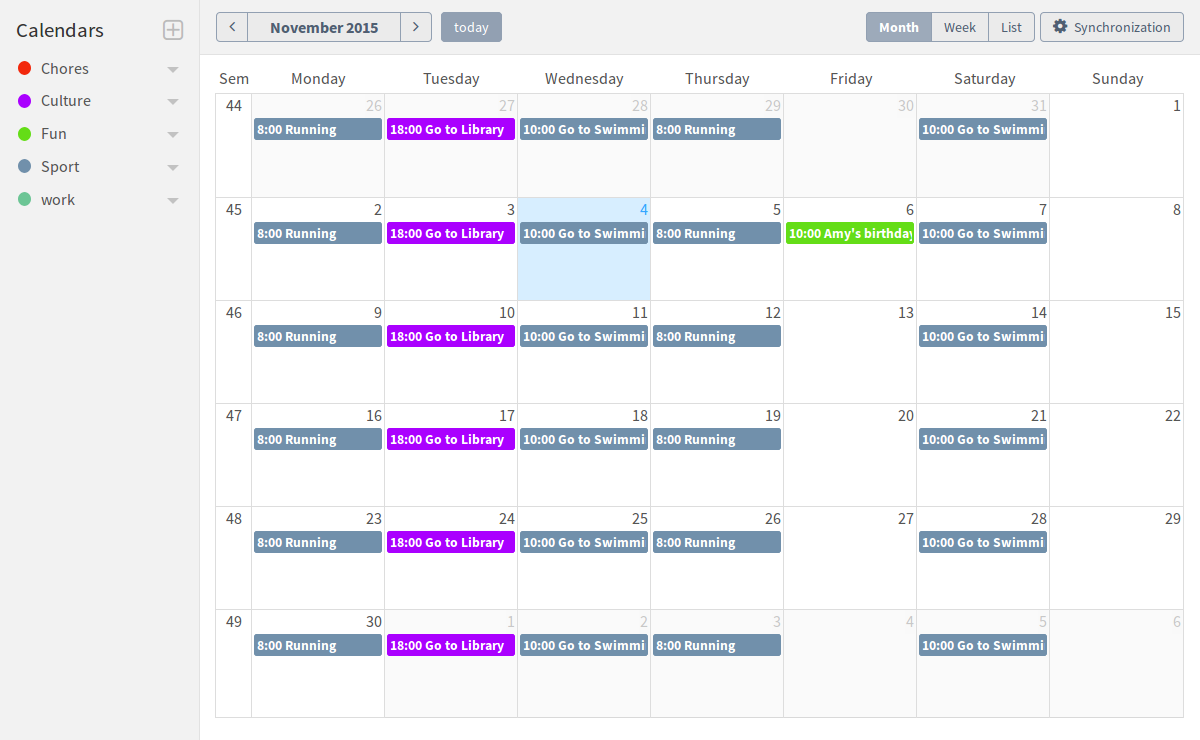 Calendars
Chores
Culture
Fun
Sport
work
November 2015 today Month Week List Synchronization
Sem Monday Tuesday Wednesday Thursday Friday Saturday Sunday
44 26 27 28 29 30 31 1
8:00 Running 18:00 Go to Library 10:00 Go to Swimmi 8:00 Running 10:00 Go to Swimmi
45 2 3 4 5 6 7 8
8:00 Running 18:00 Go to Library 10:00 Go to Swimmi 8:00 Running 10:00 Amy's birthday 10:00 Go to Swimmi
46 9 10 11 12 13 14 15
8:00 Running 18:00 Go to Library 10:00 Go to Swimmi 8:00 Running 10:00 Go to Swimmi
47 16 17 18 19 20 21 22
8:00 Running 18:00 Go to Library 10:00 Go to Swimmi 8:00 Running 10:00 Go to Swimmi
48 23 24 25 26 27 28 29
8:00 Running 18:00 Go to Library 10:00 Go to Swimmi 8:00 Running 10:00 Go to Swimmi
49 30 1 2 3 4 5 6
8:00 Running 18:00 Go to Library 10:00 Go to Swimmi 8:00 Running 10:00 Go to Swimmi